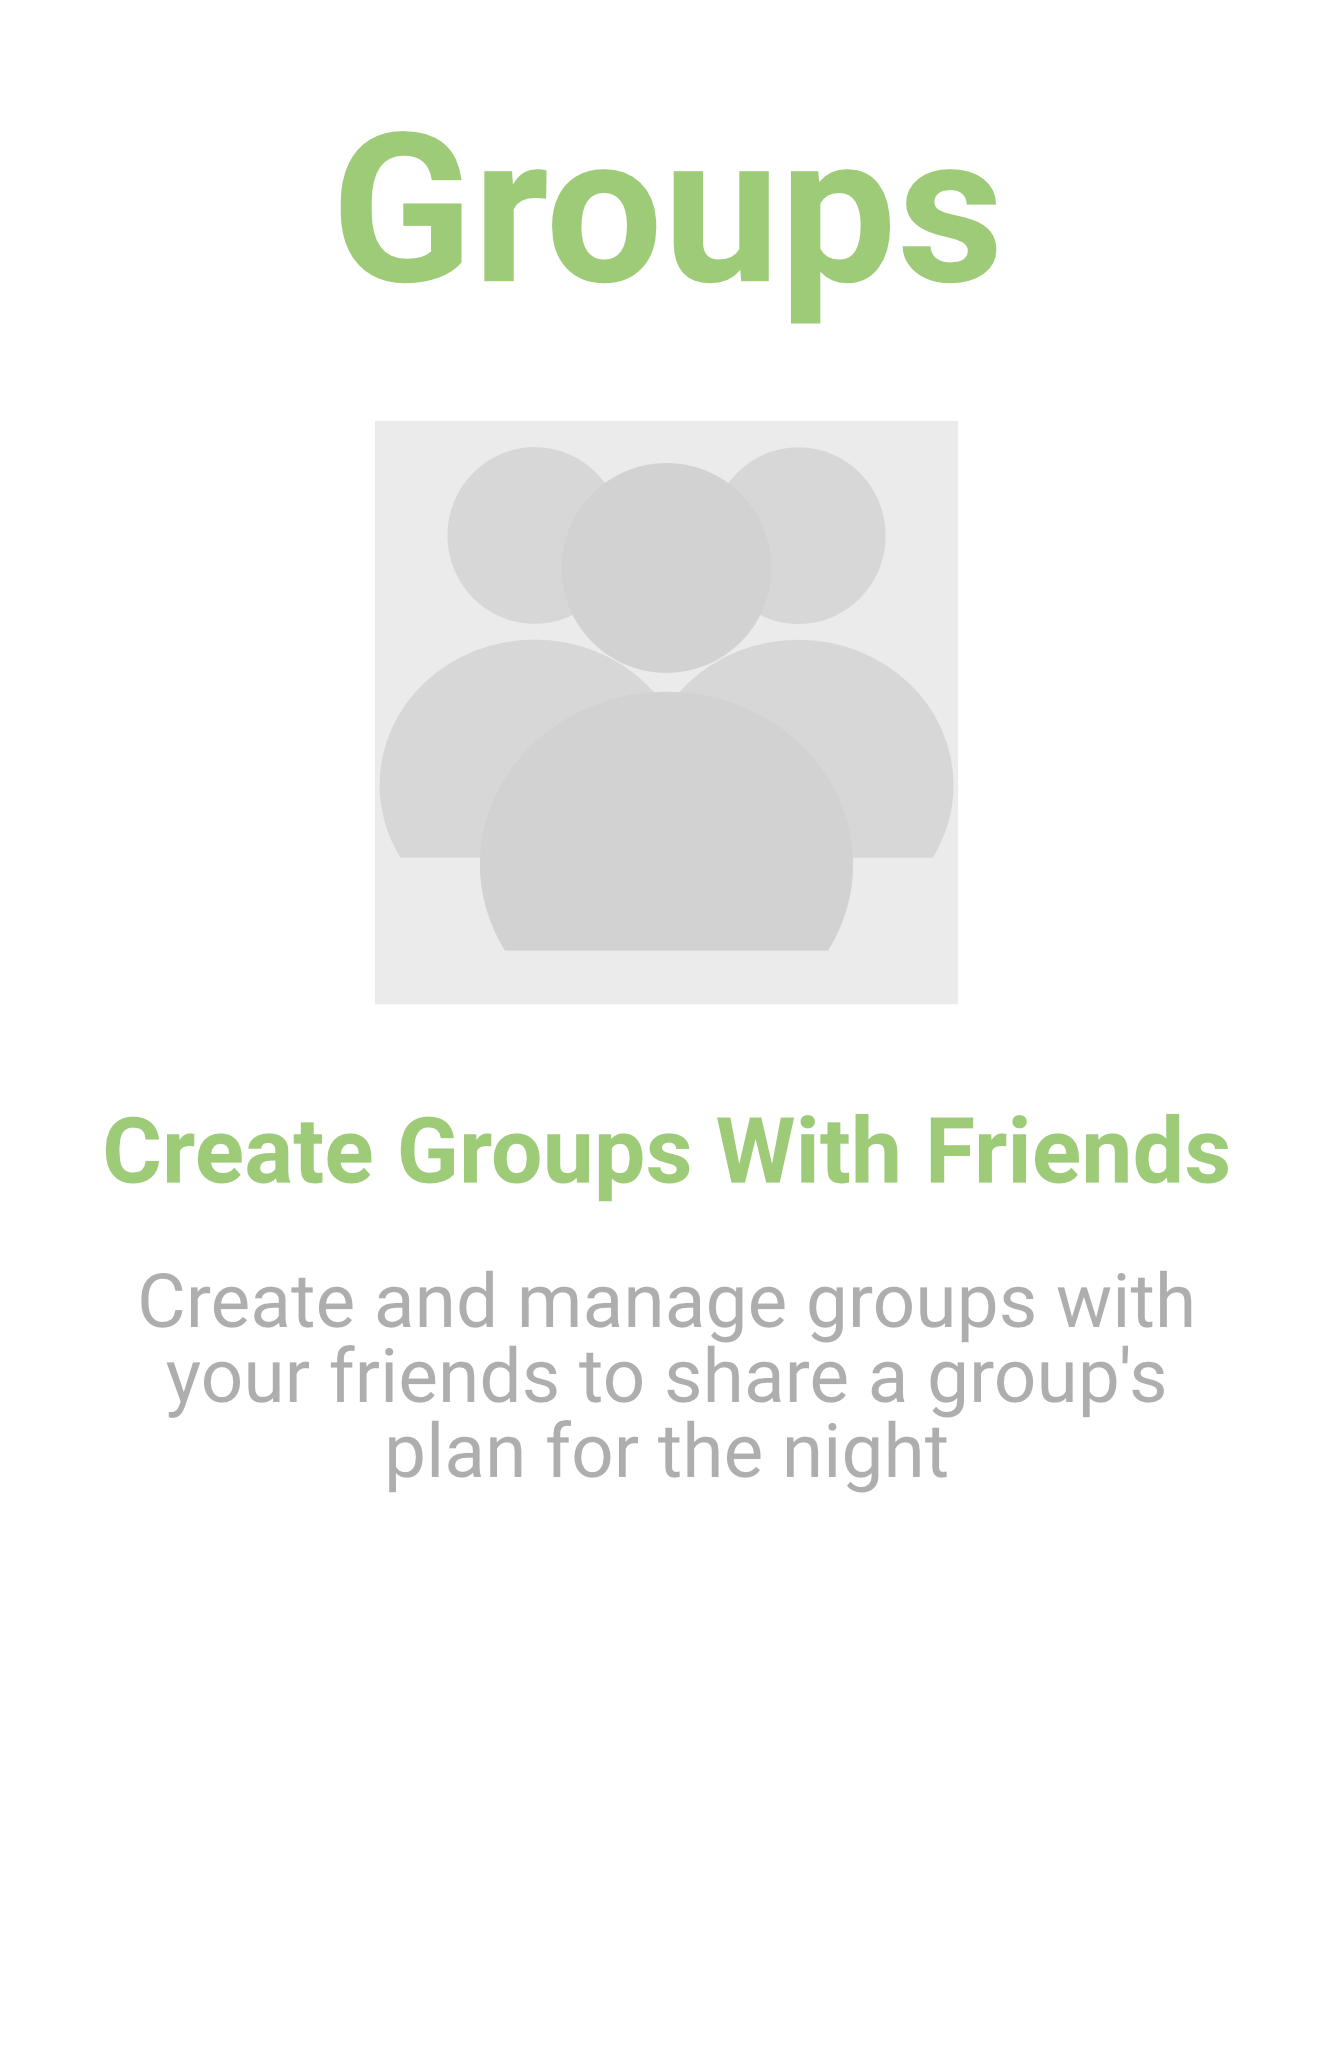 Groups
Create Groups With Friends
Create and manage groups with
your friends to share a group's
plan for the night